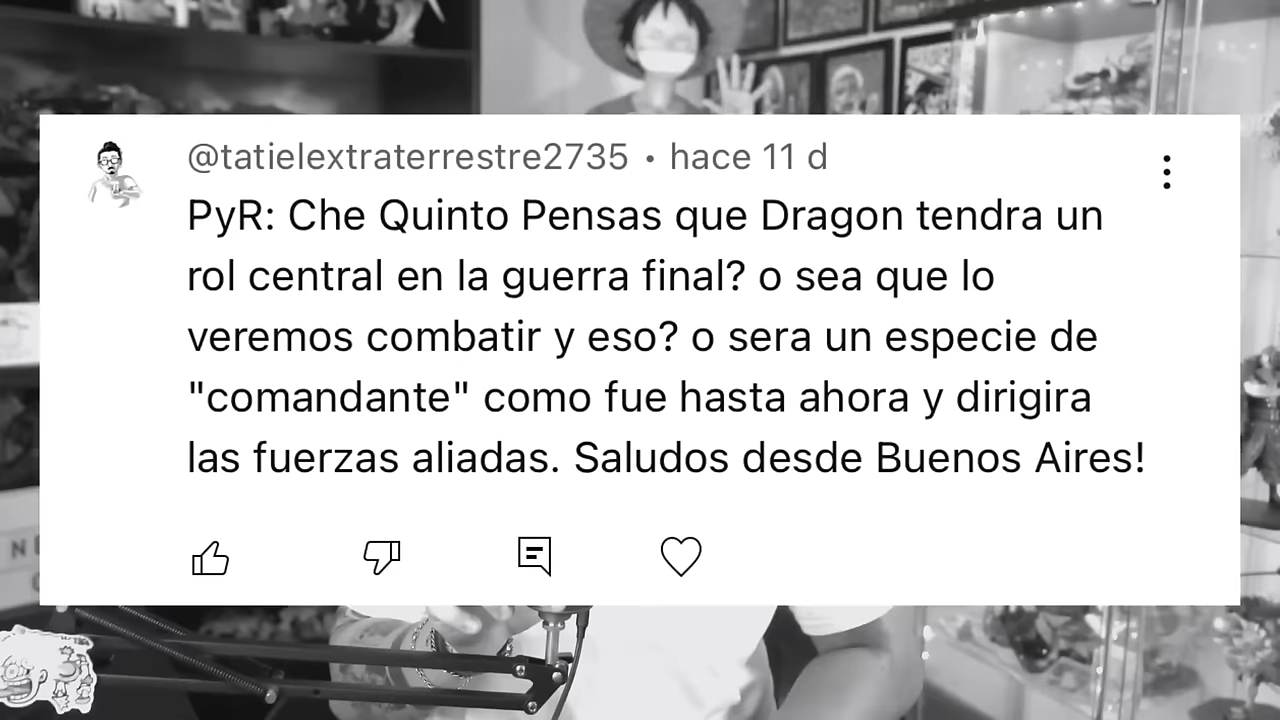 @tatielextraterrestre2735 • hace 11 d
PyR: Che Quinto Pensas que Dragon tendra un
rol central en la guerra final? o sea que lo
veremos combatir y eso? o sera un especie de
"comandante" como fue hasta ahora y dirigira
las fuerzas aliadas. Saludos desde Buenos Aires!